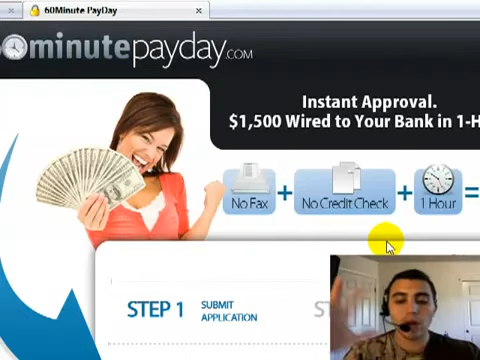 60Minute PayDay
60minutepayday.COM
Instant Approval.
$1,500 Wired to Your Bank in 1-H
No Fax + No Credit Check + 1 Hour =
STEP 1
SUBMIT
APPLICATION